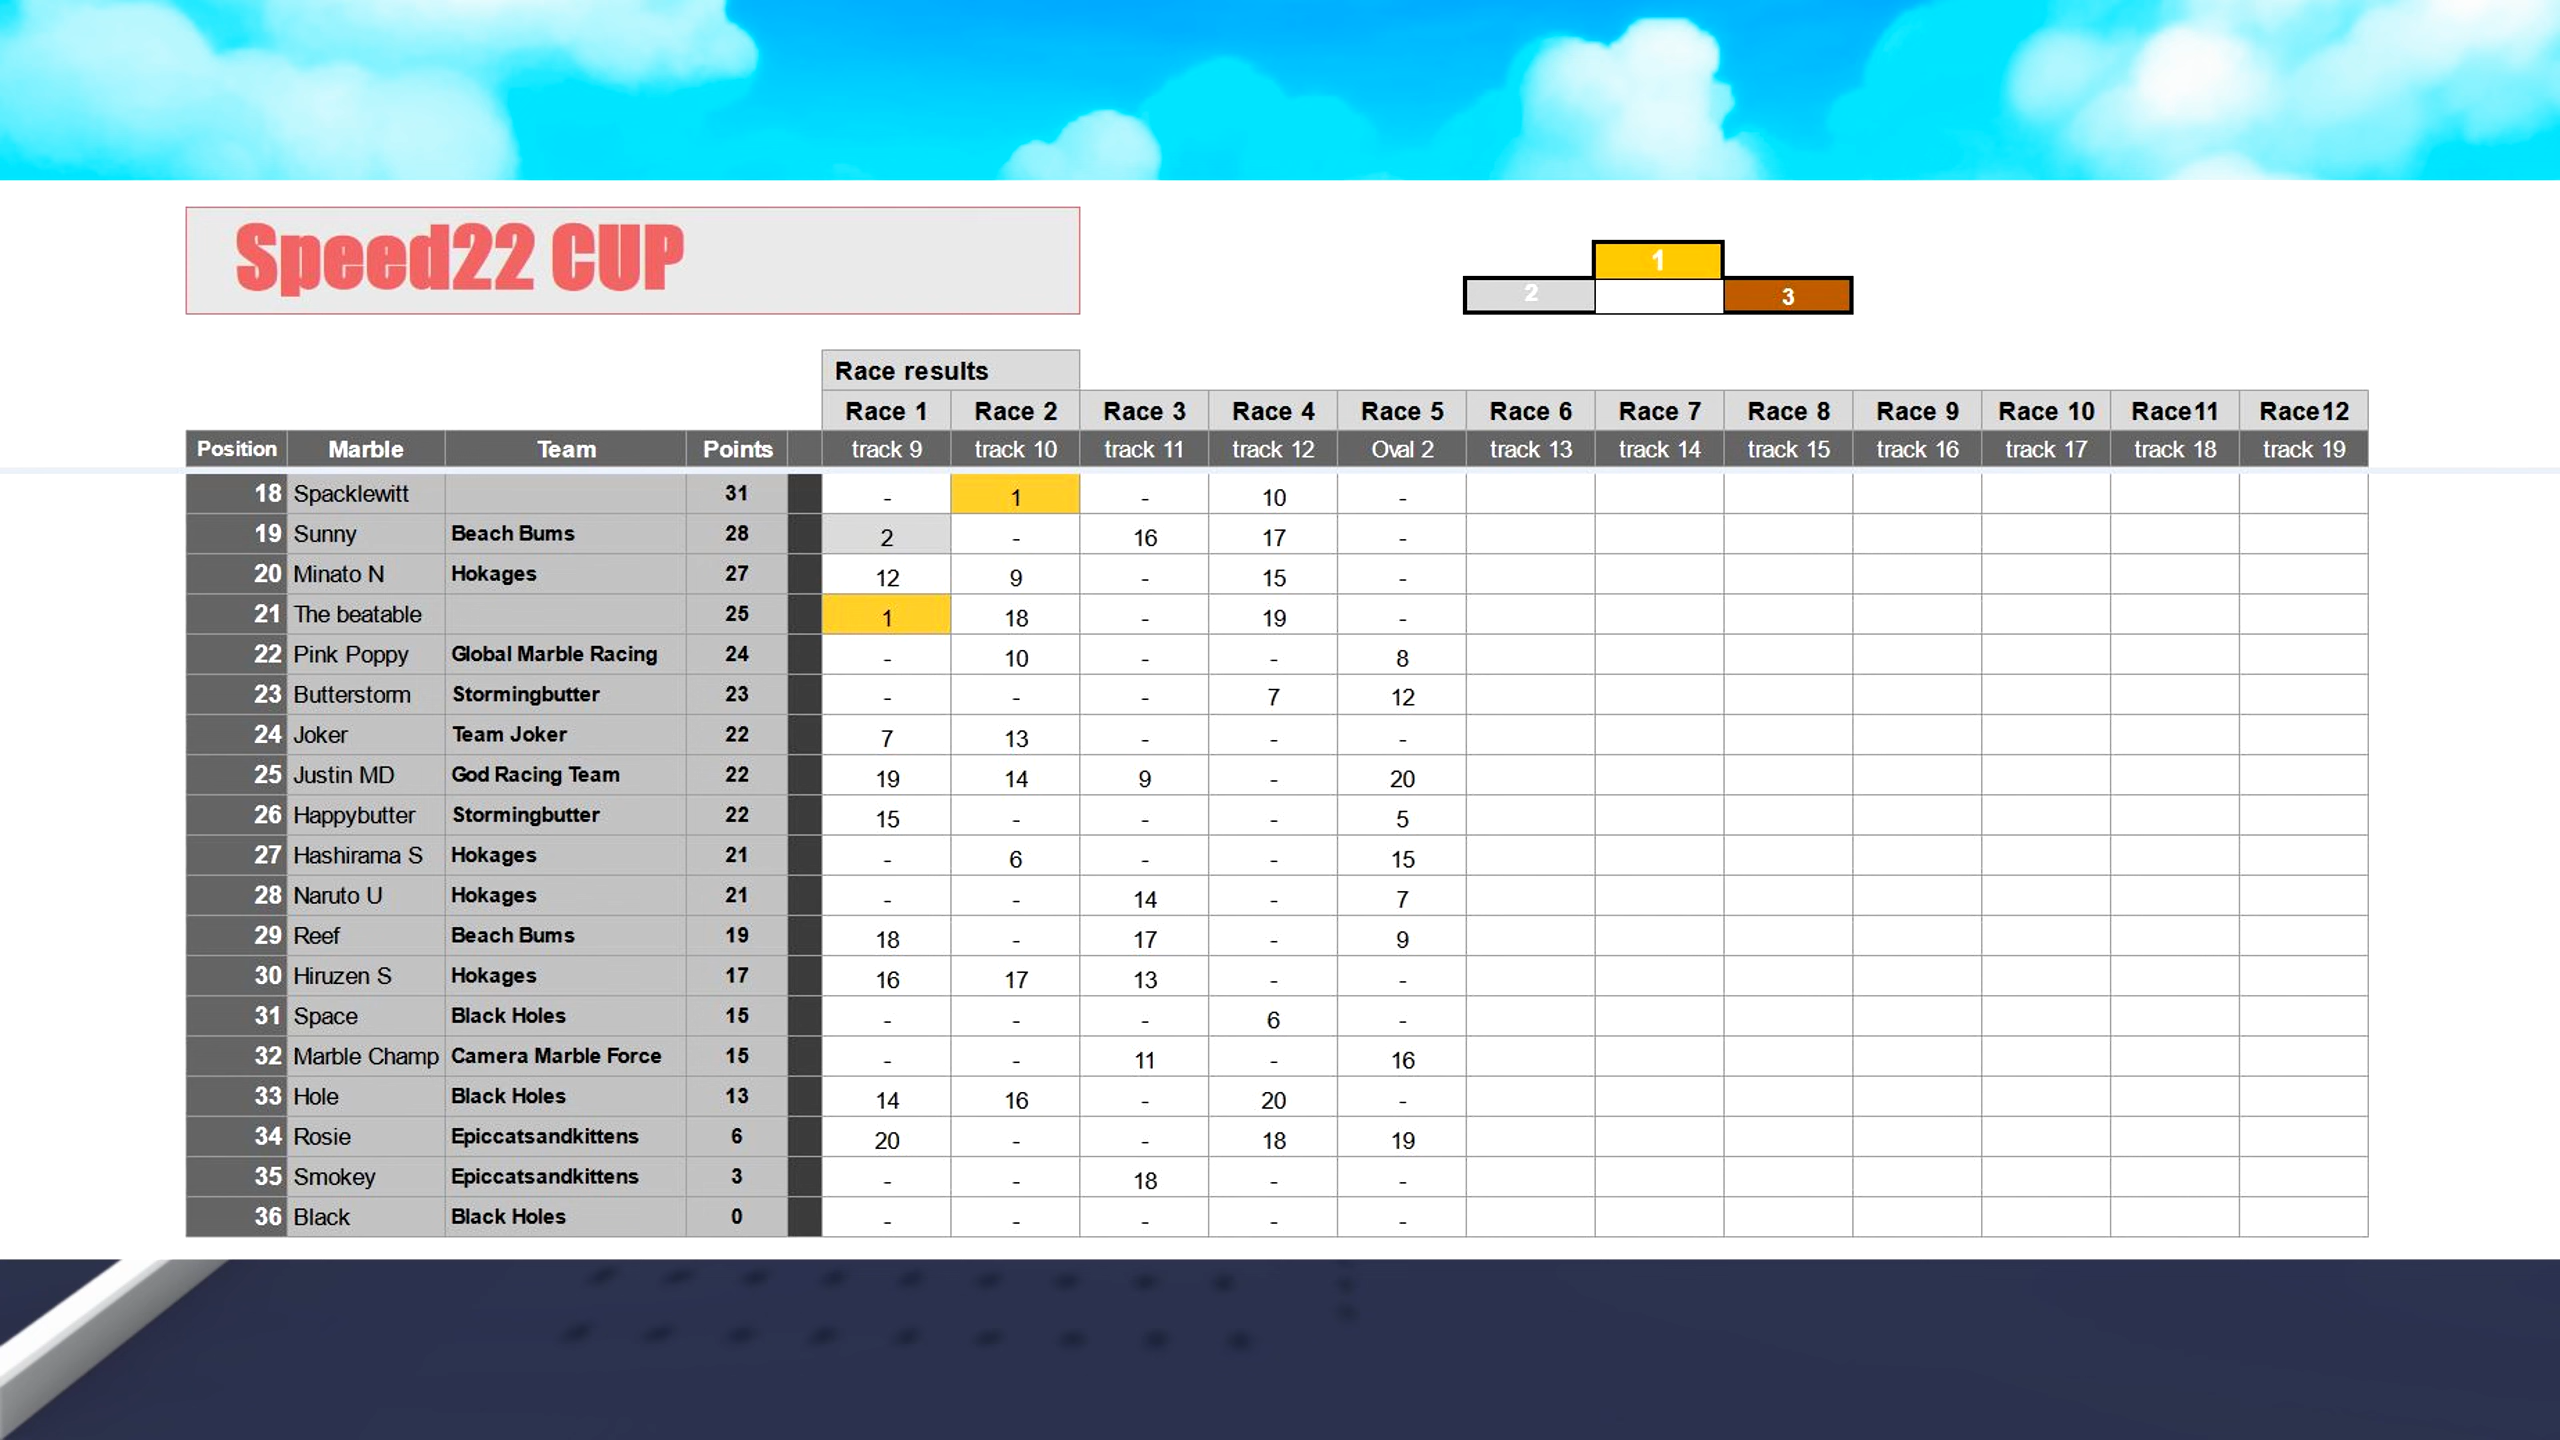 Speed22 CUP
1
2 3
Race results
Race 1 Race 2 Race 3 Race 4 Race 5 Race 6 Race 7 Race 8 Race 9 Race 10 Race11 Race12
Position Marble Team Points track 9 track 10 track 11 track 12 Oval 2 track 13 track 14 track 15 track 16 track 17 track 18 track 19
18 Spacklewitt 31 - 1 - 10 -
19 Sunny Beach Bums 28 2 - 16 17 -
20 Minato N Hokages 27 12 9 - 15 -
21 The beatable 25 1 18 - 19 -
22 Pink Poppy Global Marble Racing 24 - 10 - - 8
23 Butterstorm Stormingbutter 23 - - - 7 12
24 Joker Team Joker 22 7 13 - - -
25 Justin MD God Racing Team 22 19 14 9 - 20
26 Happybutter Stormingbutter 22 15 - - - 5
27 Hashirama S Hokages 21 - 6 - - 15
28 Naruto U Hokages 21 - - 14 - 7
29 Reef Beach Bums 19 18 - 17 - 9
30 Hiruzen S Hokages 17 16 17 13 - -
31 Space Black Holes 15 - - - 6 -
32 Marble Champ Camera Marble Force 15 - - 11 - 16
33 Hole Black Holes 13 14 16 - 20 -
34 Rosie Epiccatsandkittens 6 20 - - 18 19
35 Smokey Epiccatsandkittens 3 - - 18 - -
36 Black Black Holes 0 - - - - -